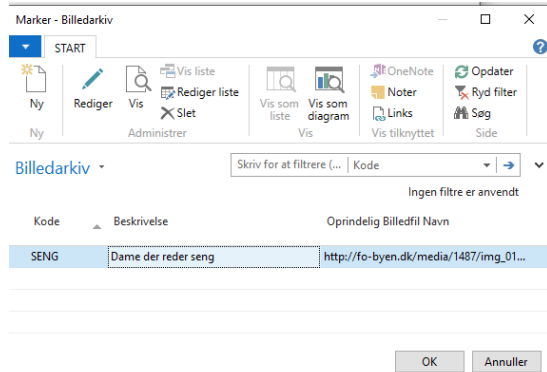 Marker - Billedarkiv
START
Ny
Rediger
Vis
Vis liste
Rediger liste
Slet
Vis som liste
Vis som diagram
OneNote
Noter
Links
Opdater
Ryd filter
Søg
Ny
Administrer
Vis
Vis tilknyttet
Side
Billedarkiv
Skriv for at filtrere (... Kode
Ingen filtre er anvendt
Kode Beskrivelse Oprindelig Billedfil Navn
SENG Dame der reder seng http://fo-byen.dk/media/1487/img_01...
OK Annuller